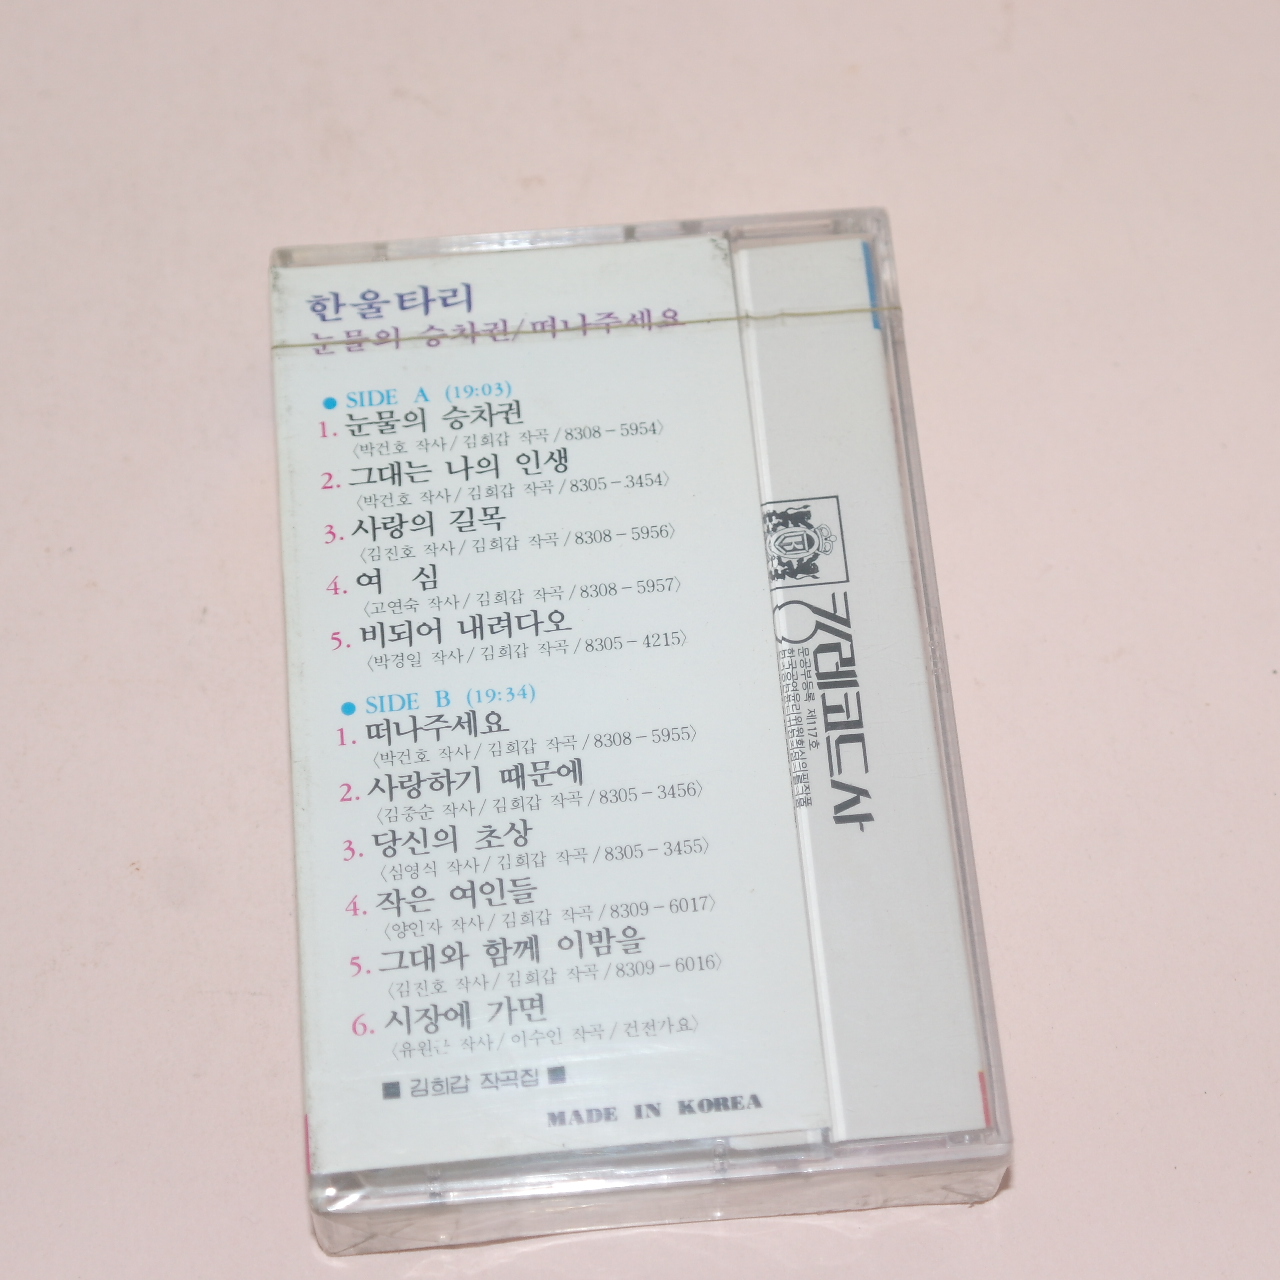 한울타리
눈물의 승차권/떠나주세요
● SIDE A (19:03)
1. 눈물의 승차권
〈박건호 작사/김희갑 작곡/8308-5954〉
2. 그대는 나의 인생
〈박건호 작사/김희갑 작곡/8305-3454〉
3. 사랑의 길목
〈김진호 작사/김희갑 작곡/8308-5956〉
4. 여 심
〈고연숙 작사/김희갑 작곡/8308-5957〉
5. 비되어 내려다오
〈박경일 작사/김희갑 작곡/8305-4215〉
● SIDE B (19:34)
1. 떠나주세요
〈박건호 작사/김희갑 작곡/8308-5955〉
2. 사랑하기 때문에
〈김중순 작사/김희갑 작곡/8305-3456〉
3. 당신의 초상
〈심영식 작사/김희갑 작곡/8305-3455〉
4. 작은 여인들
〈양인자 작사/김희갑 작곡/8309-6017〉
5. 그대와 함께 이밤을
〈김진호 작사/김희갑 작곡/8309-6016〉
6. 시장에 가면
〈유원근 작사/이수인 작곡/건전가요〉
■ 김희갑 작곡집 ■
MADE IN KOREA
레코드사
문공부등록 제117호